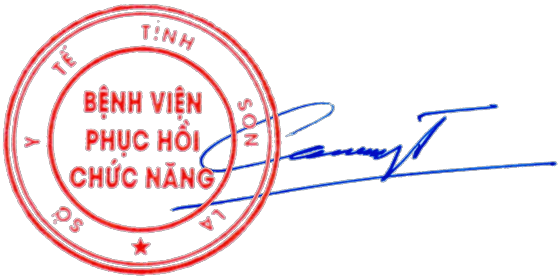 SỞ Y TẾ TỈNH SƠN LA
BỆNH VIỆN
PHỤC HỒI
CHỨC NĂNG